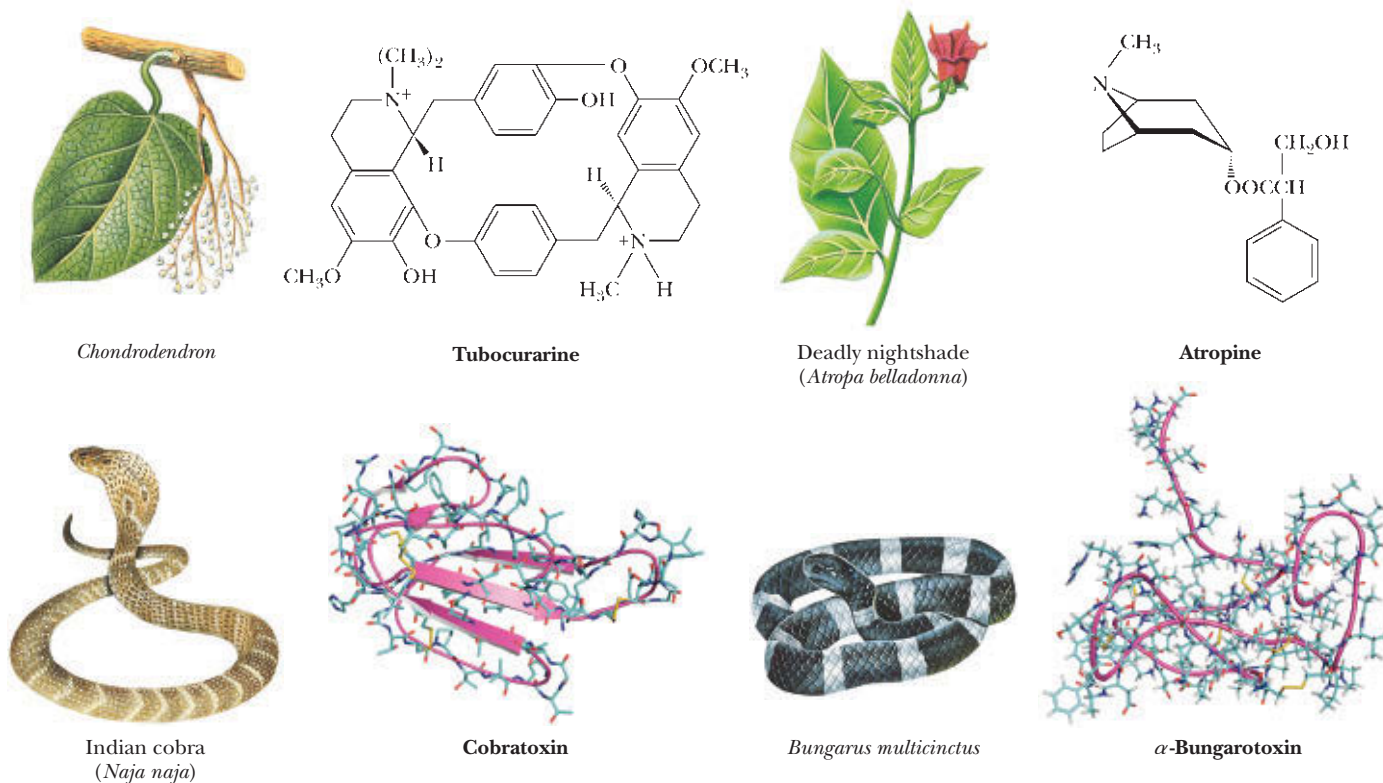 (CH₃)₂
N⁺
H
O
OH
OCH₃
H
O
CH₃O
OH
⁺N
H₃C
H
CH₃
N
CH₂OH
OOCCH
Chondrodendron
Tubocurarine
Deadly nightshade
(Atropa belladonna)
Atropine
Indian cobra
(Naja naja)
Cobratoxin
Bungarus multicinctus
α-Bungarotoxin